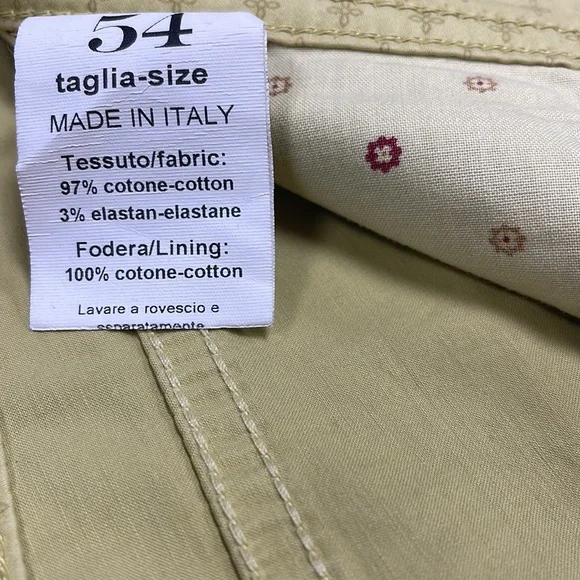 54
taglia-size
MADE IN ITALY
Tessuto/fabric:
97% cotone-cotton
3% elastan-elastane
Fodera/Lining:
100% cotone-cotton
Lavare a rovescio e
separatamente